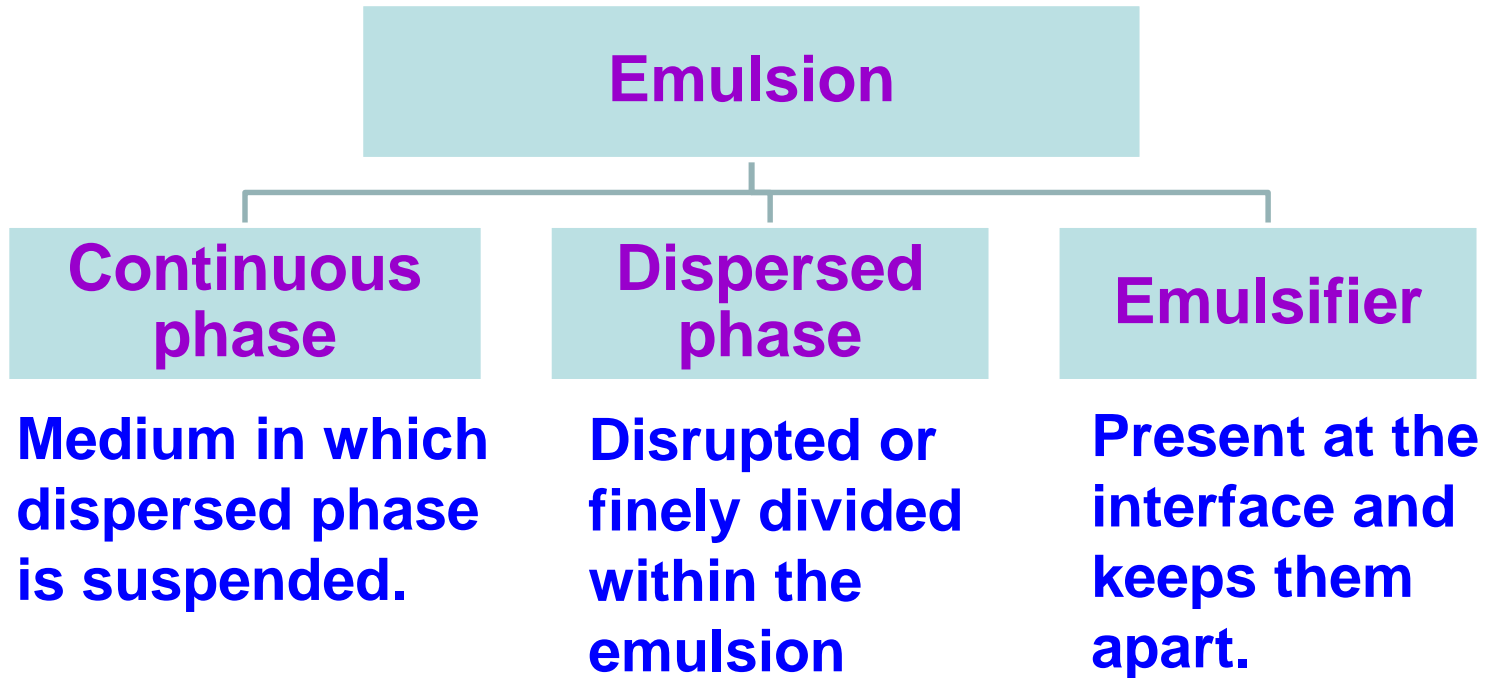 Emulsion
Continuous
phase
Dispersed
phase
Emulsifier
Medium in which
dispersed phase
is suspended.
Disrupted or
finely divided
within the
emulsion
Present at the
interface and
keeps them
apart.